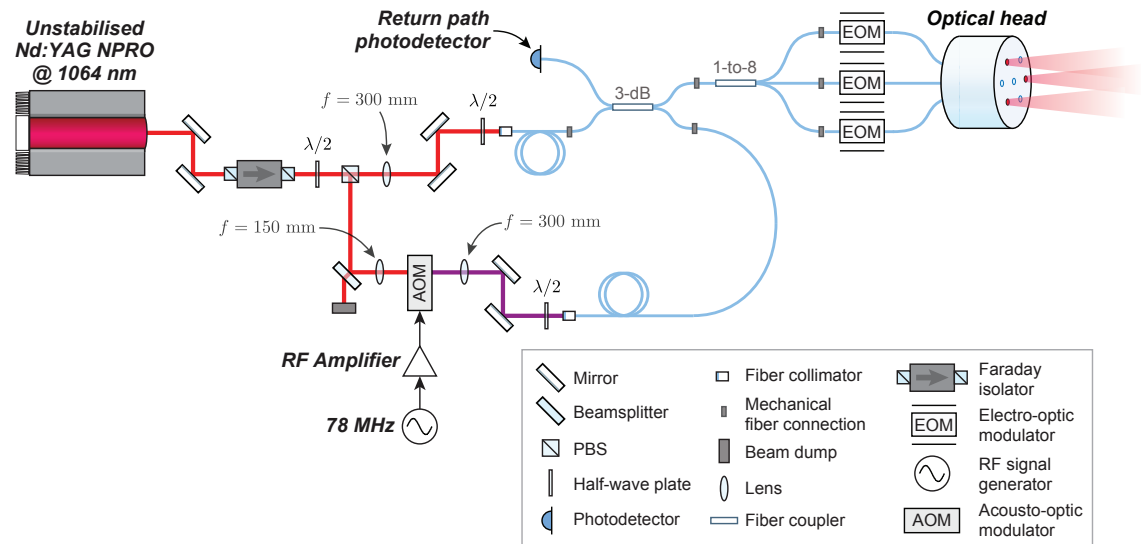 Unstabilised
Nd:YAG NPRO
@ 1064 nm
Return path
photodetector
Optical head
EOM
EOM
EOM
1-to-8
3-dB
f = 300 mm
λ/2
λ/2
f = 150 mm
f = 300 mm
AOM
λ/2
RF Amplifier
78 MHz
Mirror
Beamsplitter
PBS
Half-wave plate
Photodetector
Fiber collimator
Mechanical
fiber connection
Beam dump
Lens
Fiber coupler
Faraday
isolator
EOM
Electro-optic
modulator
RF signal
generator
AOM
Acousto-optic
modulator